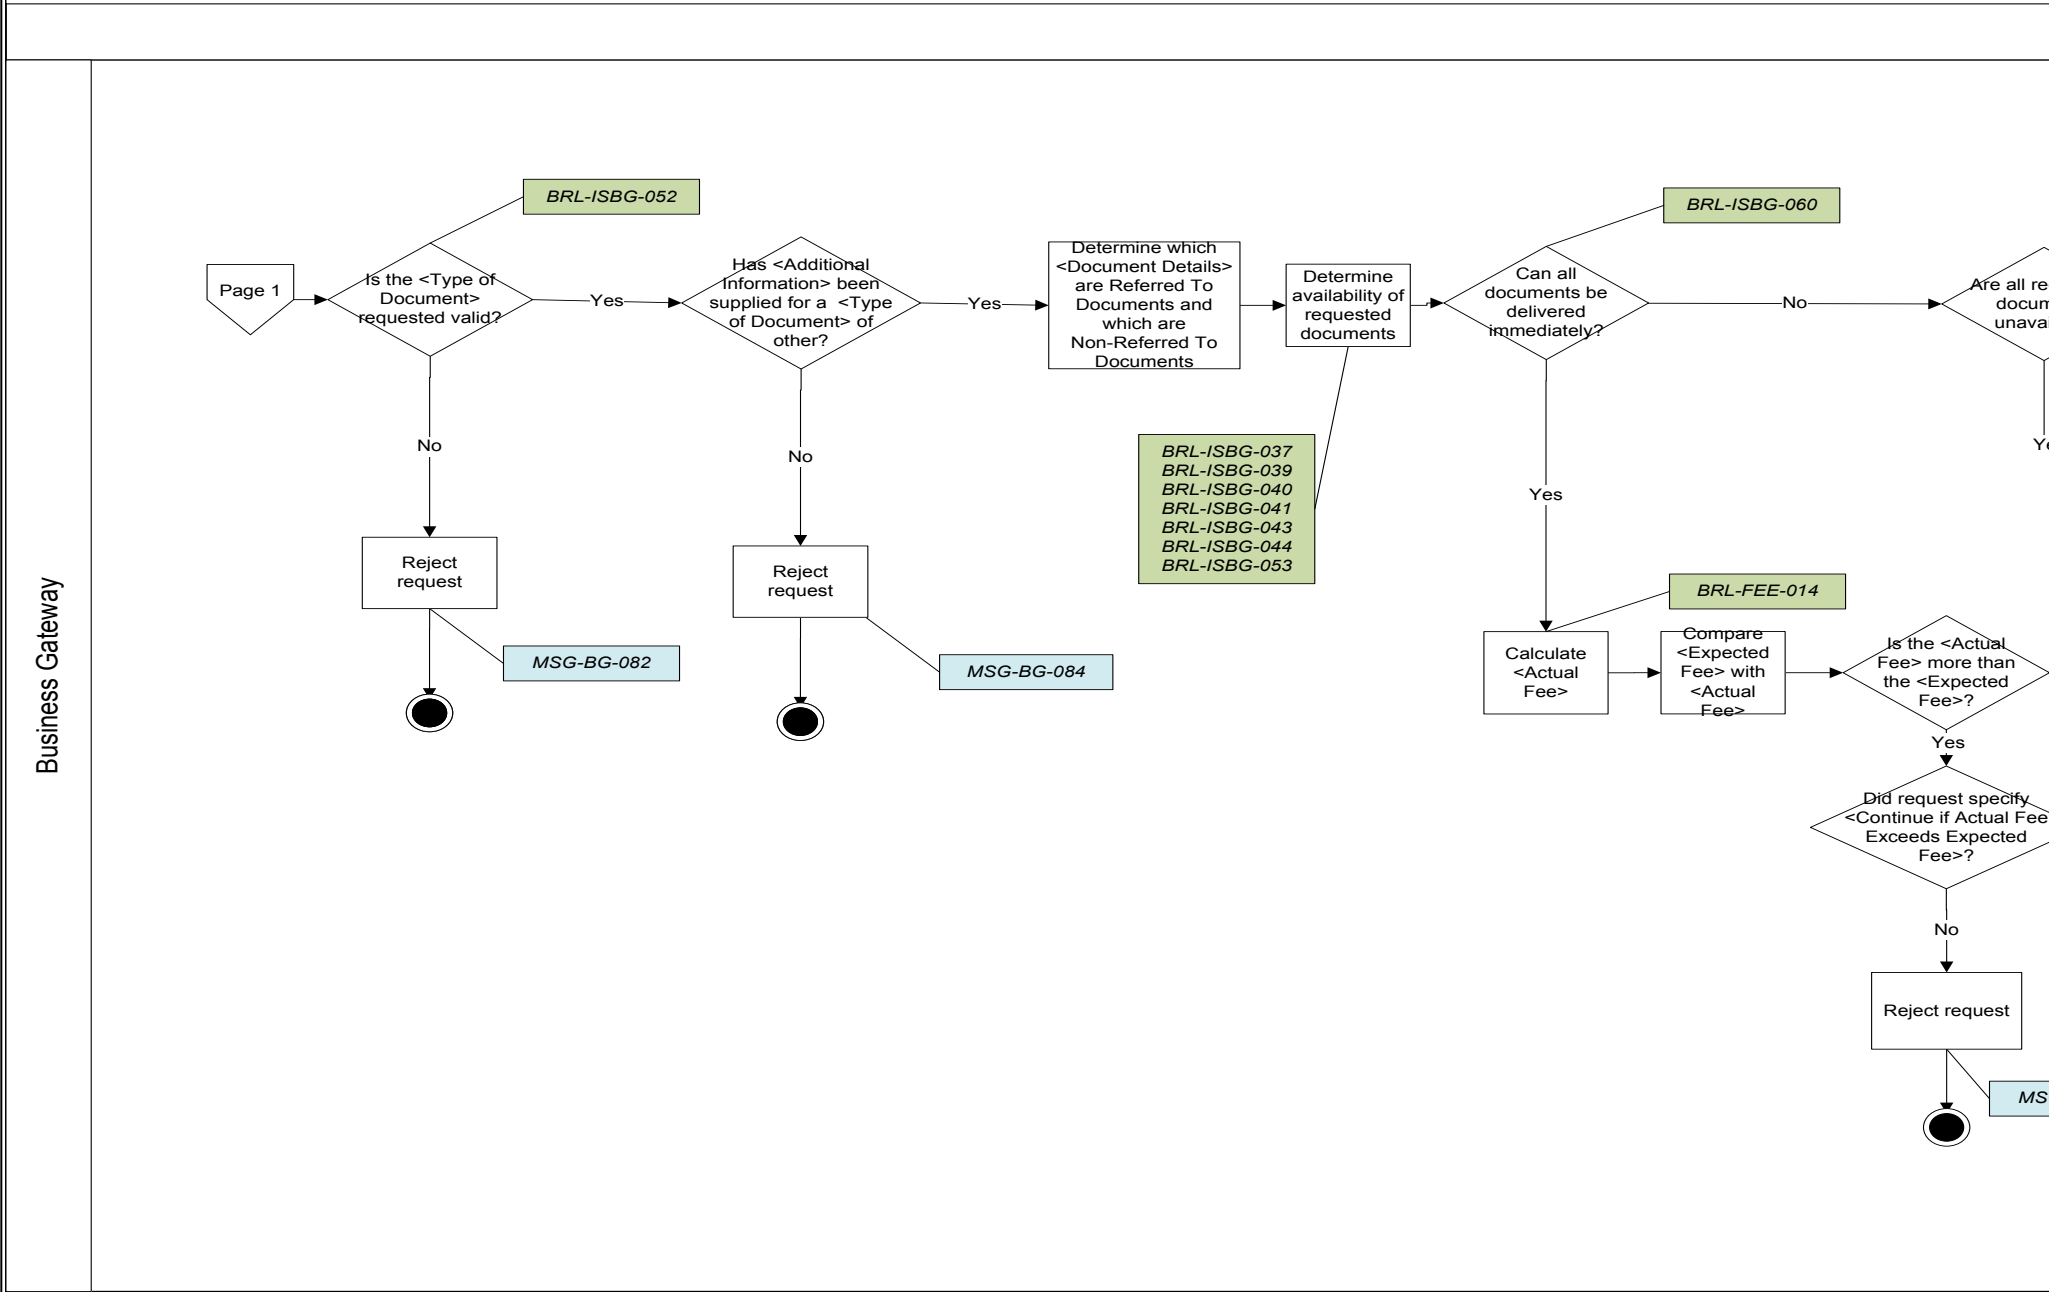 Business Gateway
Page 1
BRL-ISBG-052
Is the <Type of
Document>
requested valid?
Yes
No
Reject
request
MSG-BG-082
Has <Additional
Information> been
supplied for a <Type
of Document> of
other?
Yes
No
Reject
request
MSG-BG-084
Determine which
<Document Details>
are Referred To
Documents and
which are
Non-Referred To
Documents
Determine
availability of
requested
documents
BRL-ISBG-037
BRL-ISBG-039
BRL-ISBG-040
BRL-ISBG-041
BRL-ISBG-043
BRL-ISBG-044
BRL-ISBG-053
BRL-ISBG-060
Can all
documents be
delivered
immediately?
No
Yes
Are all
BRL-FEE-014
Calculate
<Actual
Fee>
Compare
<Expected
Fee> with
<Actual
Fee>
Is the <Actual
Fee> more than
the <Expected
Fee>?
Yes
Did request specify
<Continue if Actual Fee
Exceeds Expected
Fee>?
No
Reject request